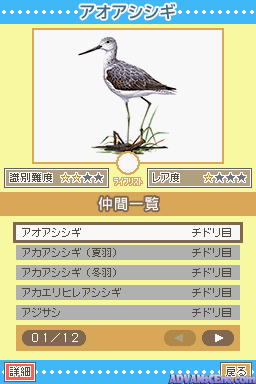 アオアシシギ
識別難度 ☆☆☆☆
ライフリスト
レア度 ☆☆☆☆
仲間一覧
アオアシシギ チドリ目
アカアシシギ（夏羽） チドリ目
アカアシシギ（冬羽） チドリ目
アカエリヒレアシシギ チドリ目
アジサシ チドリ目
01/12
詳細
戻る